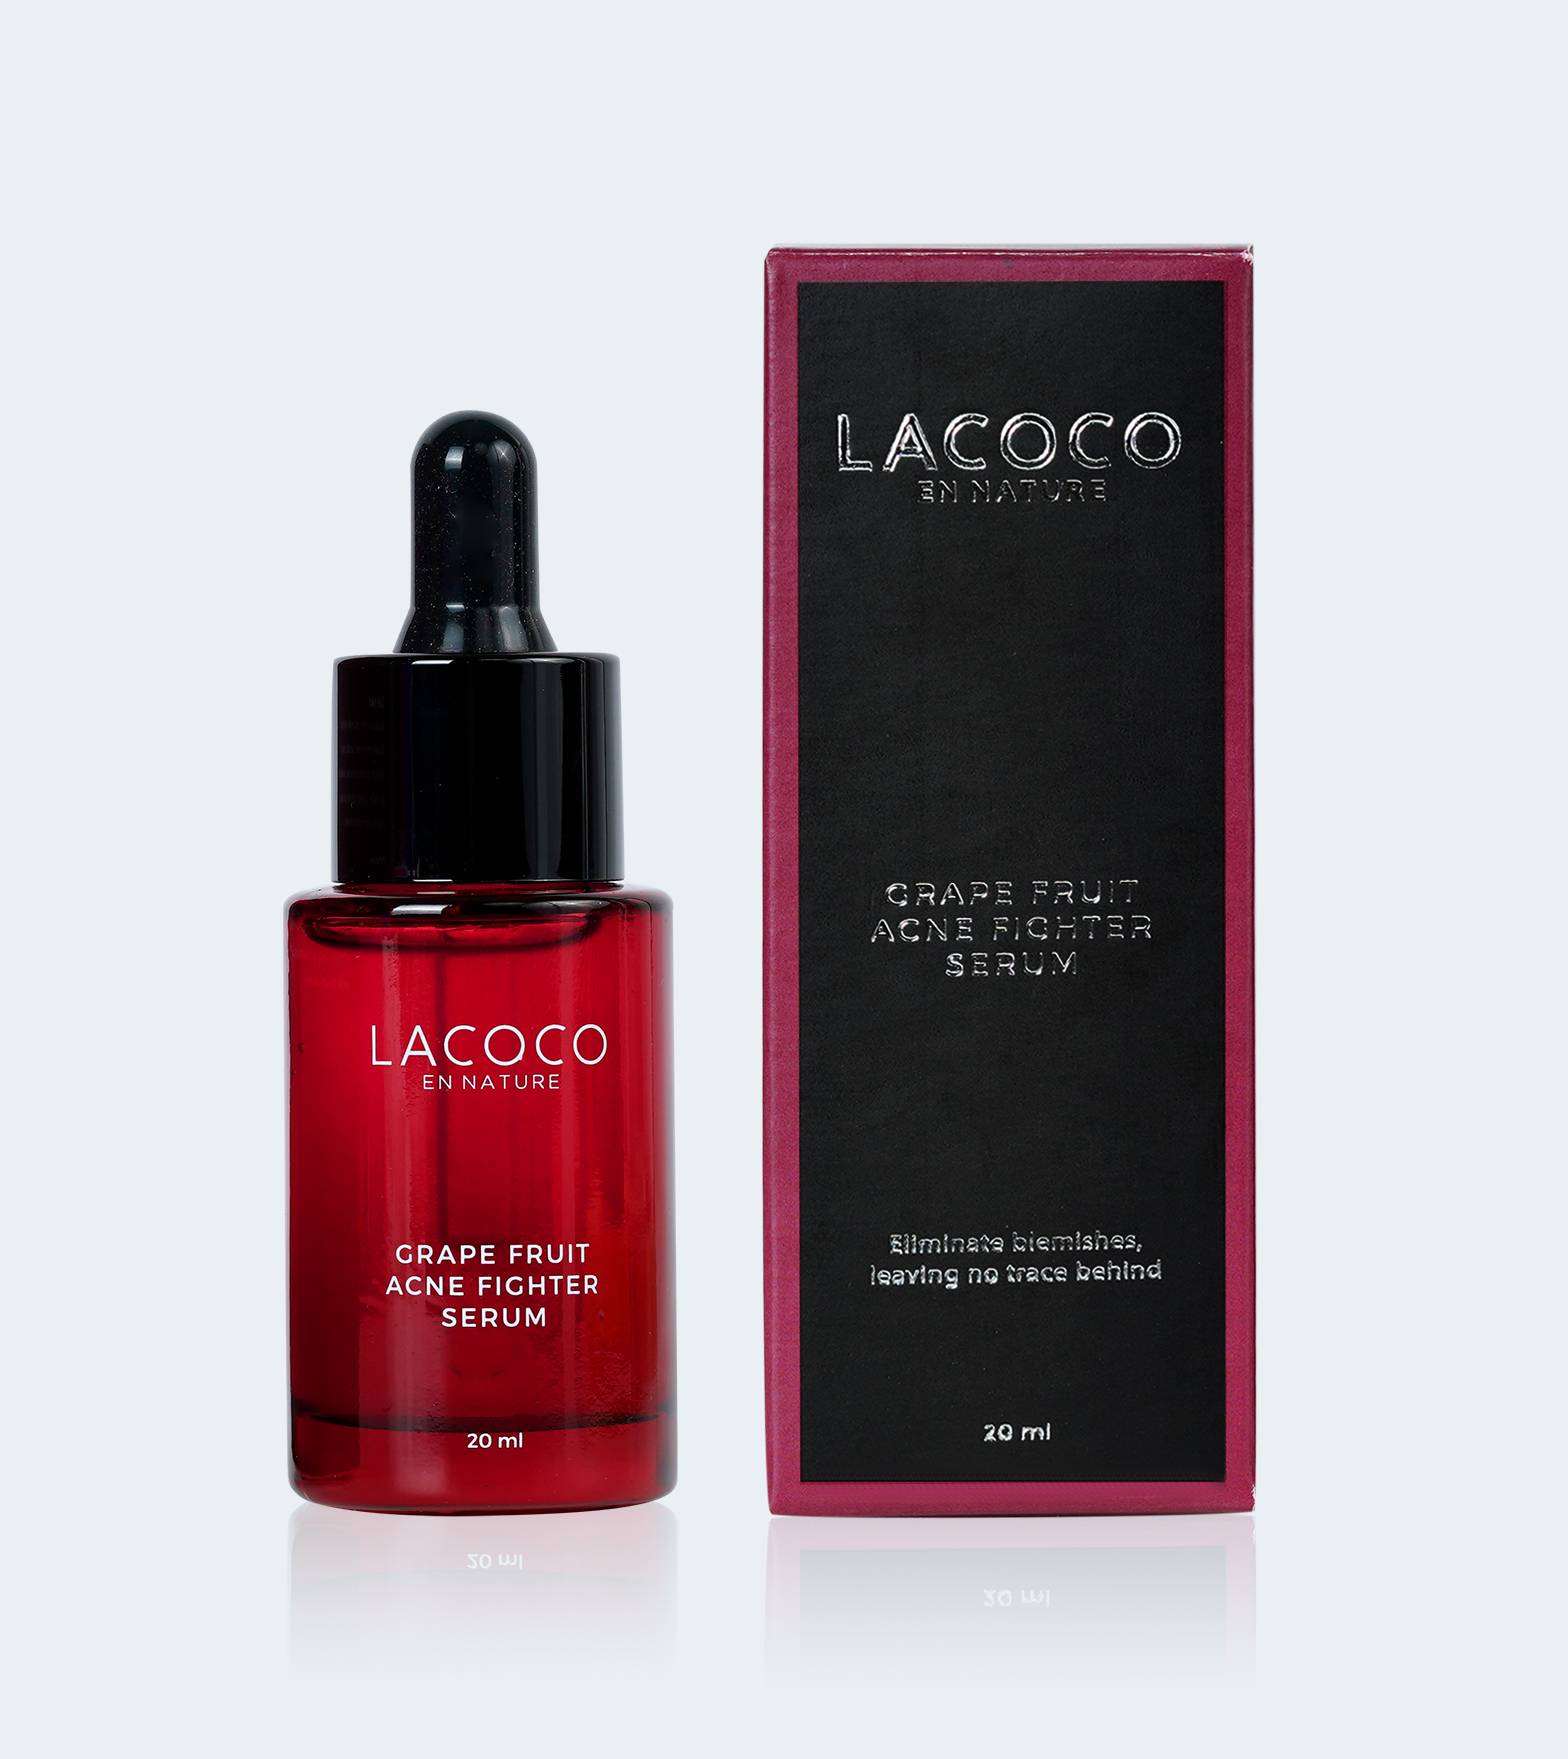 LACOCO
EN NATURE
GRAPE FRUIT
ACNE FIGHTER
SERUM
20 ml
LACOCO
EN NATURE
GRAPE FRUIT
ACNE FIGHTER
SERUM
Eliminate blemishes,
leaving no trace behind
20 ml